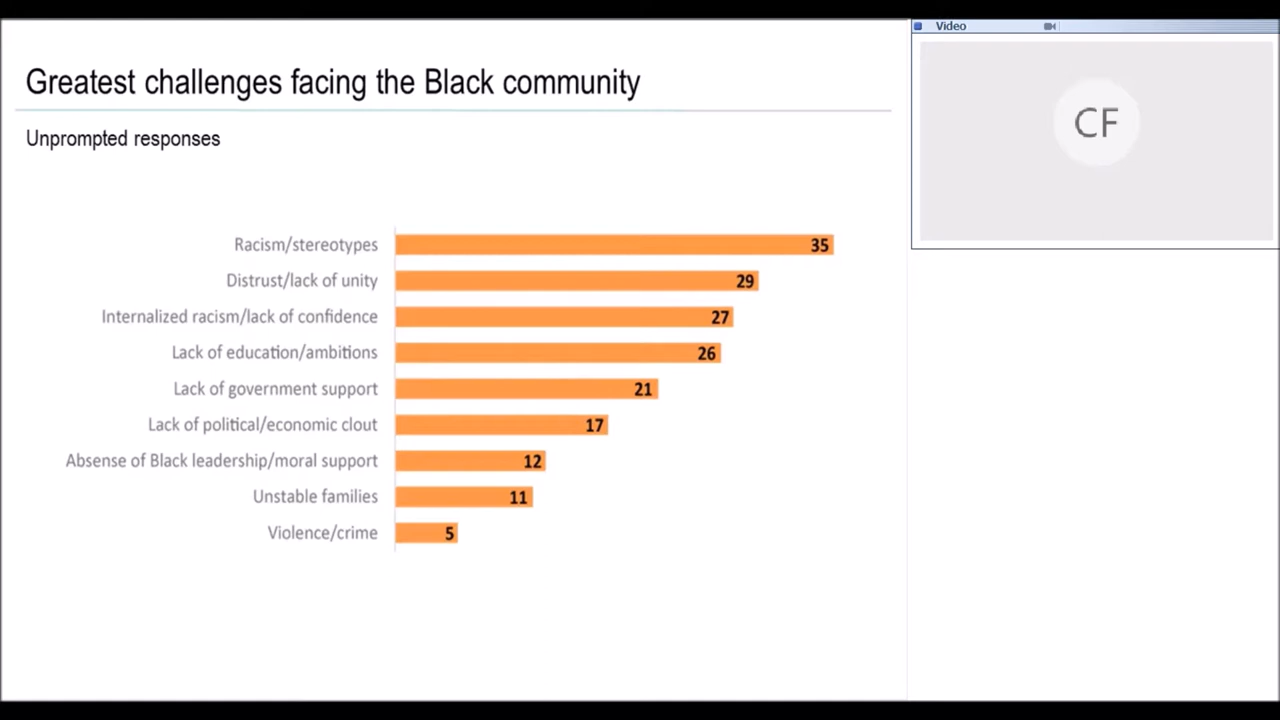 Greatest challenges facing the Black community
Unprompted responses
Racism/stereotypes 35
Distrust/lack of unity 29
Internalized racism/lack of confidence 27
Lack of education/ambitions 26
Lack of government support 21
Lack of political/economic clout 17
Absense of Black leadership/moral support 12
Unstable families 11
Violence/crime 5
Video
CF